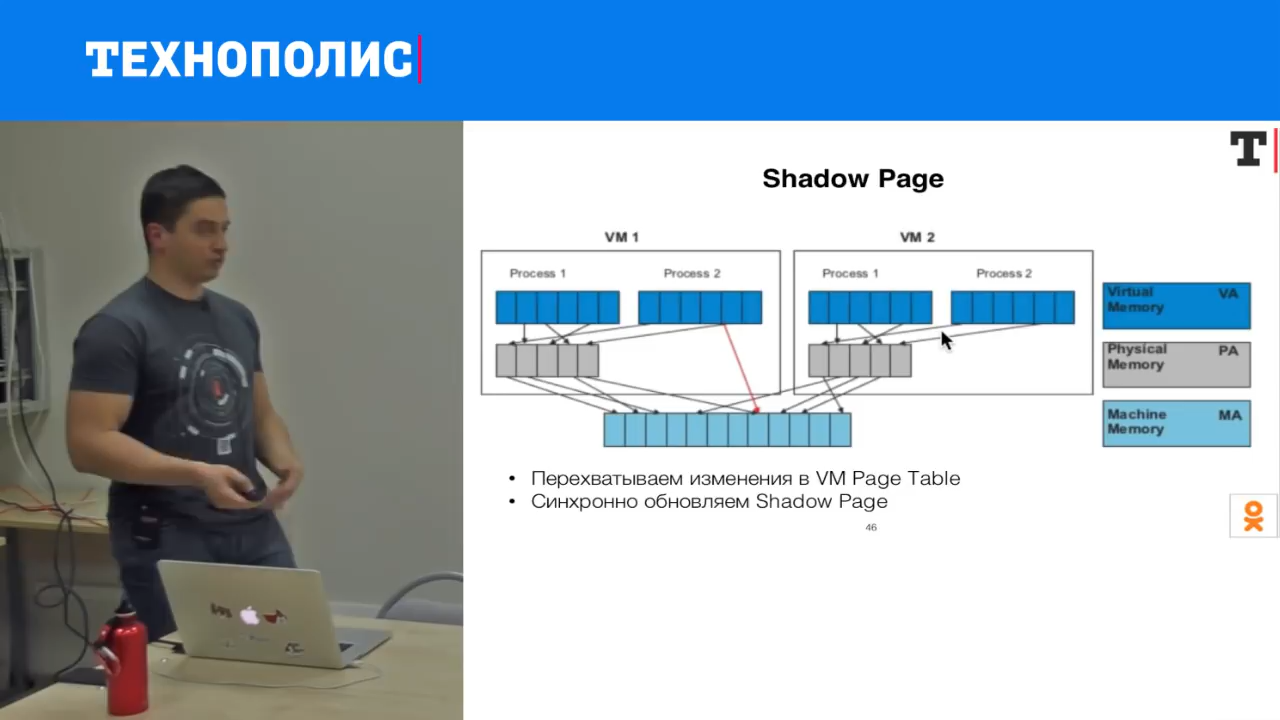 ТЕХНОПОЛИС
T
Shadow Page
VM 1
VM 2
Process 1
Process 2
Process 1
Process 2
Virtual Memory VA
Physical Memory PA
Machine Memory MA
• Перехватываем изменения в VM Page Table
• Синхронно обновляем Shadow Page
46